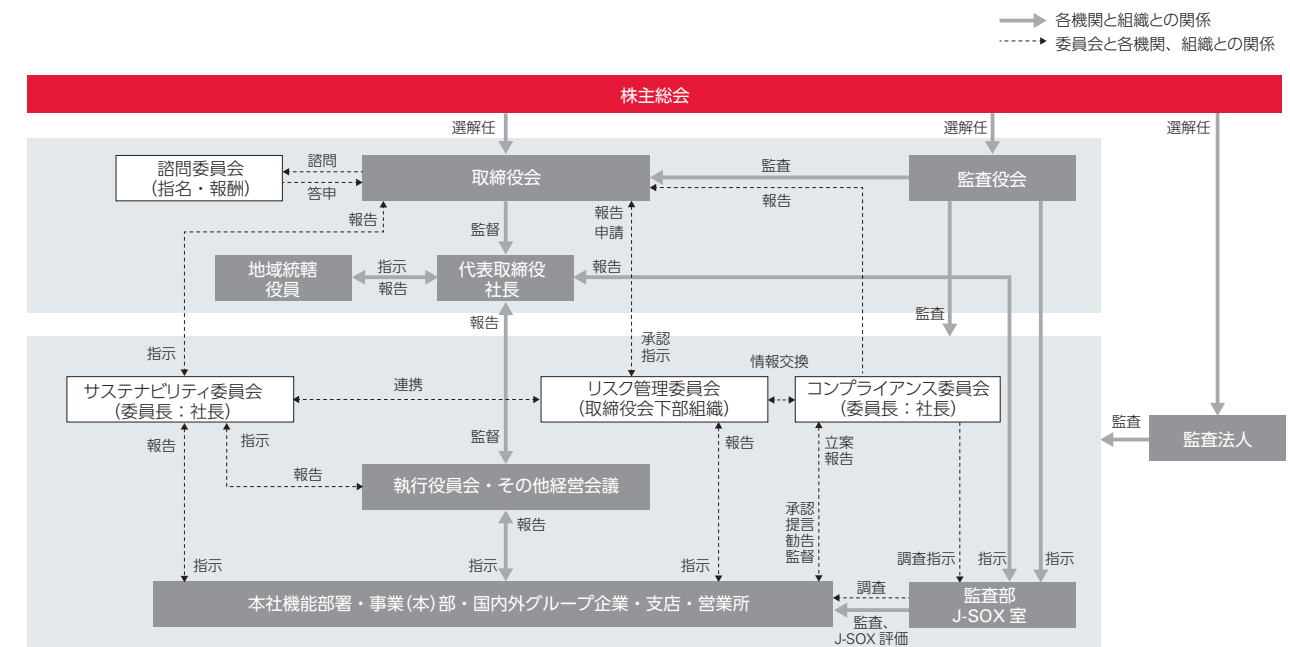 各機関と組織との関係
委員会と各機関、組織との関係
株主総会
選解任
選解任
選解任
諮問委員会
(指名・報酬)
諮問
答申
取締役会
監査
監査役会
報告
報告
報告
申請
監督
地域統轄
役員
指示
報告
代表取締役
社長
報告
監査
報告
指示
承認
指示
情報交換
サステナビリティ委員会
(委員長：社長)
連携
リスク管理委員会
(取締役会下部組織)
コンプライアンス委員会
(委員長：社長)
監査
監査法人
報告
指示
監督
報告
立案
報告
報告
執行役員会・その他経営会議
報告
承認
提言
勧告
監督
指示
指示
指示
調査指示
指示
指示
本社機能部署・事業(本)部・国内外グループ企業・支店・営業所
調査
監査、
J-SOX 評価
監査部
J-SOX 室